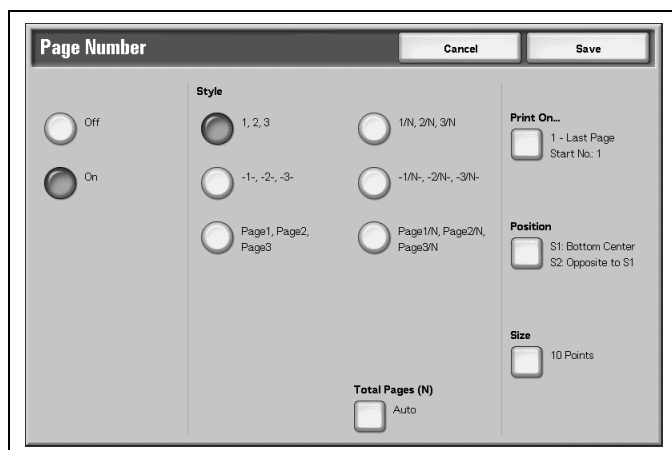 Page Number
Cancel
Save
Off
On
Style
1, 2, 3
1/N, 2/N, 3/N
-1-, -2-, -3-
-1/N-, -2/N-, -3/N-
Page1, Page2,
Page3
Page1/N, Page2/N,
Page3/N
Total Pages (N)
Auto
Print On...
1 - Last Page
Start No.: 1
Position
S1: Bottom Center
S2: Opposite to S1
Size
10 Points